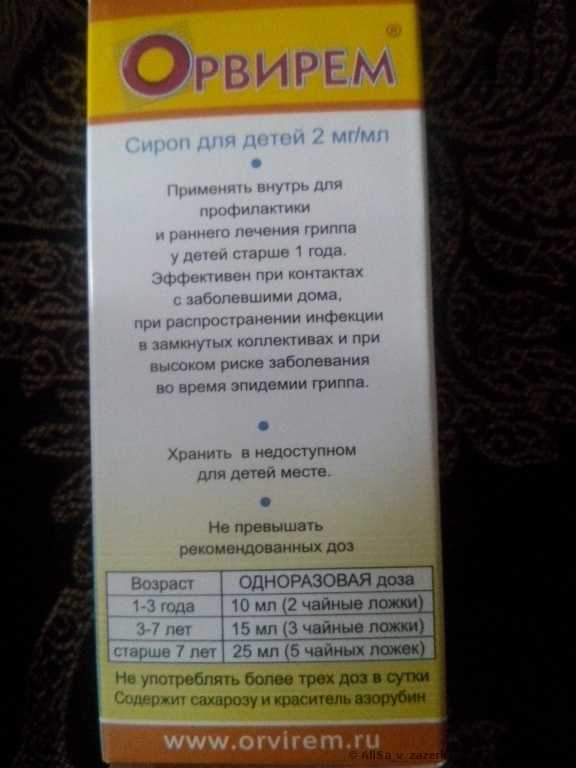 ОРВИРЕМ®
Сироп для детей 2 мг/мл
Применять внутрь для
профилактики
и раннего лечения гриппа
у детей старше 1 года.
Эффективен при контактах
с заболевшими дома,
при распространении инфекции
в замкнутых коллективах и при
высоком риске заболевания
во время эпидемии гриппа.
Хранить в недоступном
для детей месте.
Не превышать
рекомендованных доз
Возраст ОДНОРАЗОВАЯ доза
1-3 года 10 мл (2 чайные ложки)
3-7 лет 15 мл (3 чайные ложки)
старше 7 лет 25 мл (5 чайных ложек)
Не употреблять более трех доз в сутки
Содержит сахарозу и краситель азорубин
www.orvirem.ru